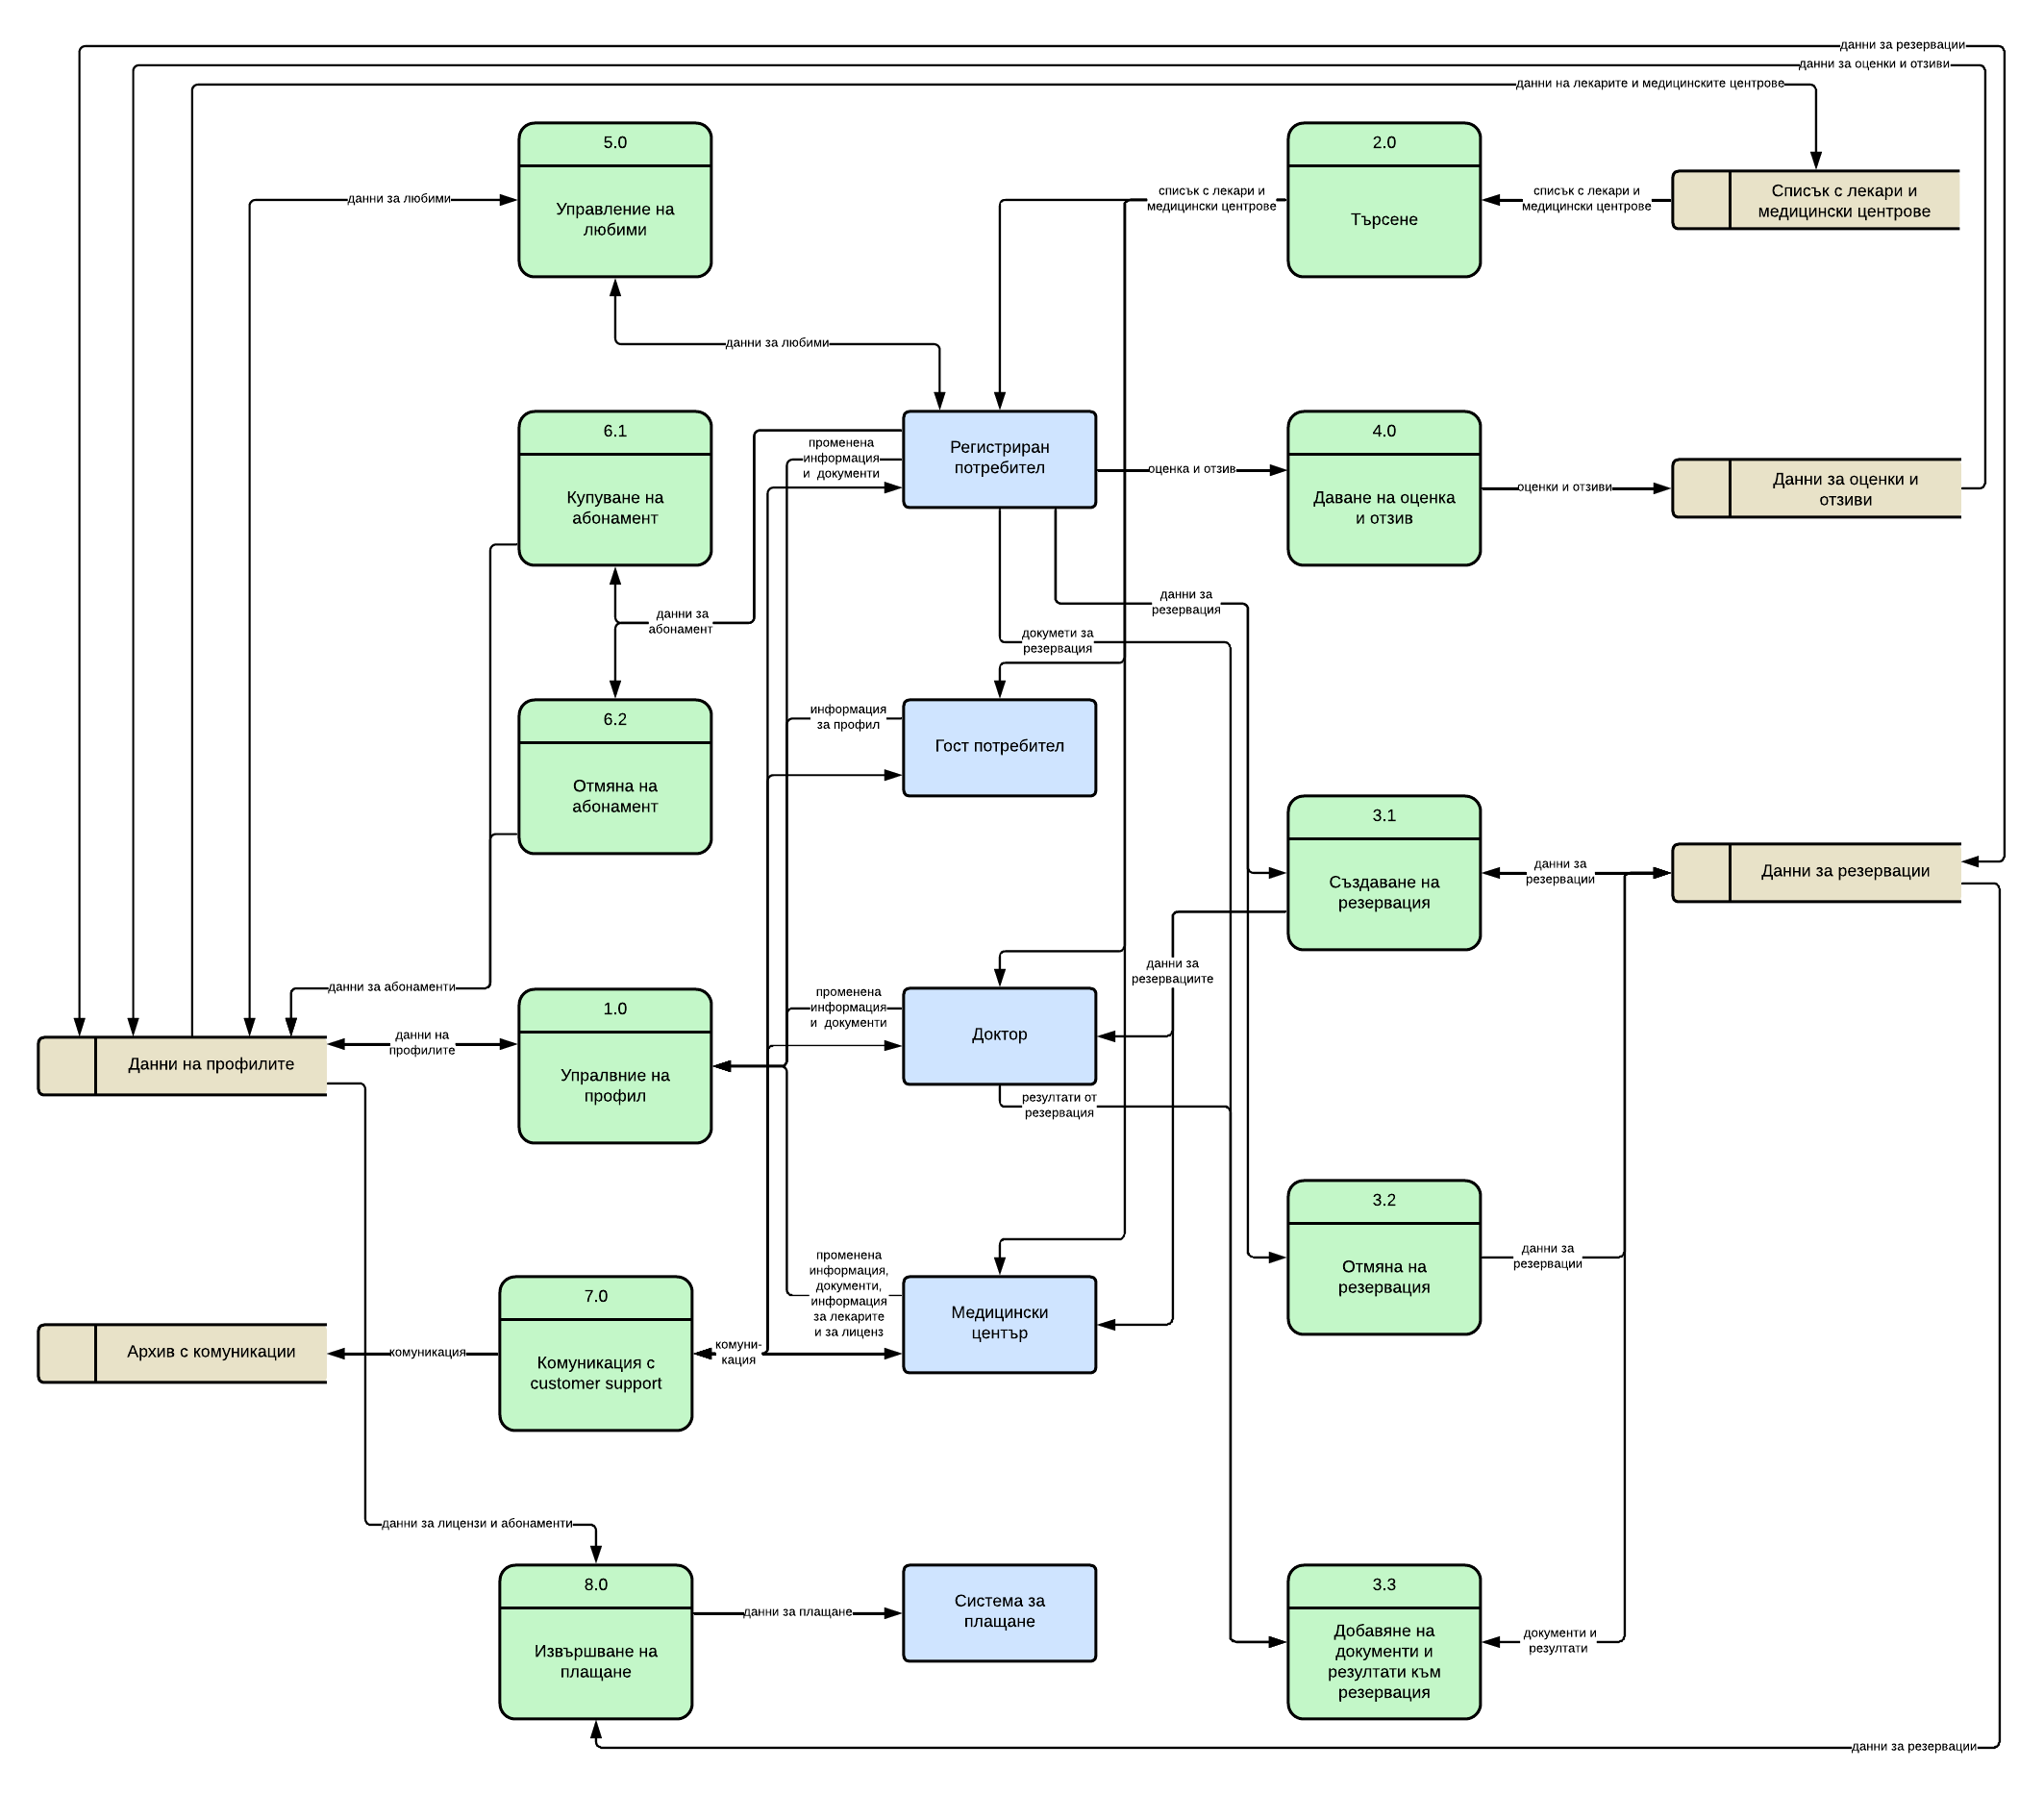 данни за резервации
данни за оценки и отзиви
данни на лекарите и медицинските центрове
5.0
Управление на
любими
2.0
Търсене
Списък с лекари и
медицински центрове
данни за любими
списък с лекари и
медицински центрове
списък с лекари и
медицински центрове
данни за любими
6.1
Купуване на
абонамент
променена
информация
и документи
Регистриран
потребител
оценка и отзив
4.0
Даване на оценка
и отзив
оценки и отзиви
Данни за оценки и
отзиви
данни за
абонамент
данни за
резервация
докумети за
резервация
6.2
Отмяна на
абонамент
информация
за профил
Гост потребител
3.1
Създаване на
резервация
данни за
резервации
Данни за резервации
данни за абонаменти
данни за
резервациите
1.0
Упралвние на
профил
променена
информация
и документи
Доктор
данни на
профилите
Данни на профилите
резултати от
резервация
3.2
Отмяна на
резервация
данни за
резервации
променена
информация,
документи,
информация
за лекарите
и за лиценз
Медицински
център
7.0
Комуникация с
customer support
комуни-
кация
комуникация
Архив с комуникации
данни за лицензи и абонаменти
8.0
Извършване на
плащане
данни за плащане
Система за
плащане
3.3
Добавяне на
документи и
резултати към
резервация
документи и
резултати
данни за резервации